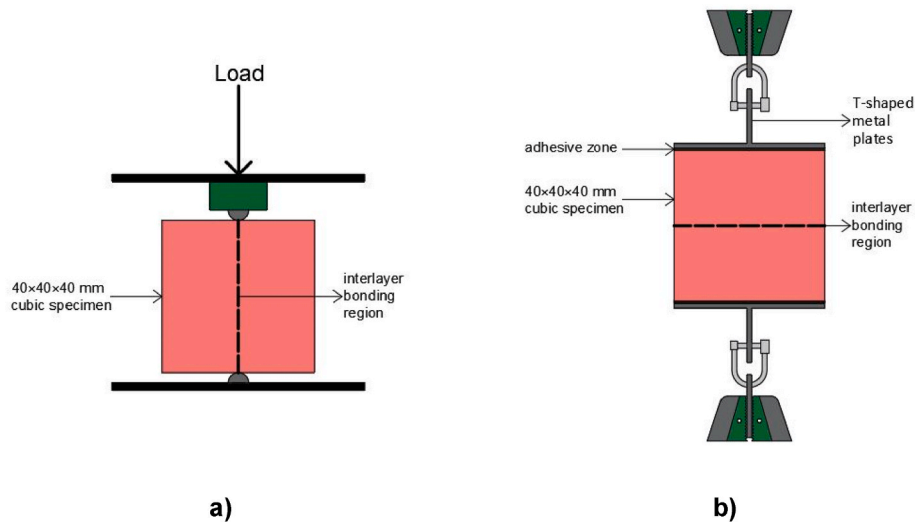 Load
40×40×40 mm
cubic specimen
interlayer
bonding
region
a)
T-shaped
metal
plates
adhesive zone
40×40×40 mm
cubic specimen
interlayer
bonding
region
b)